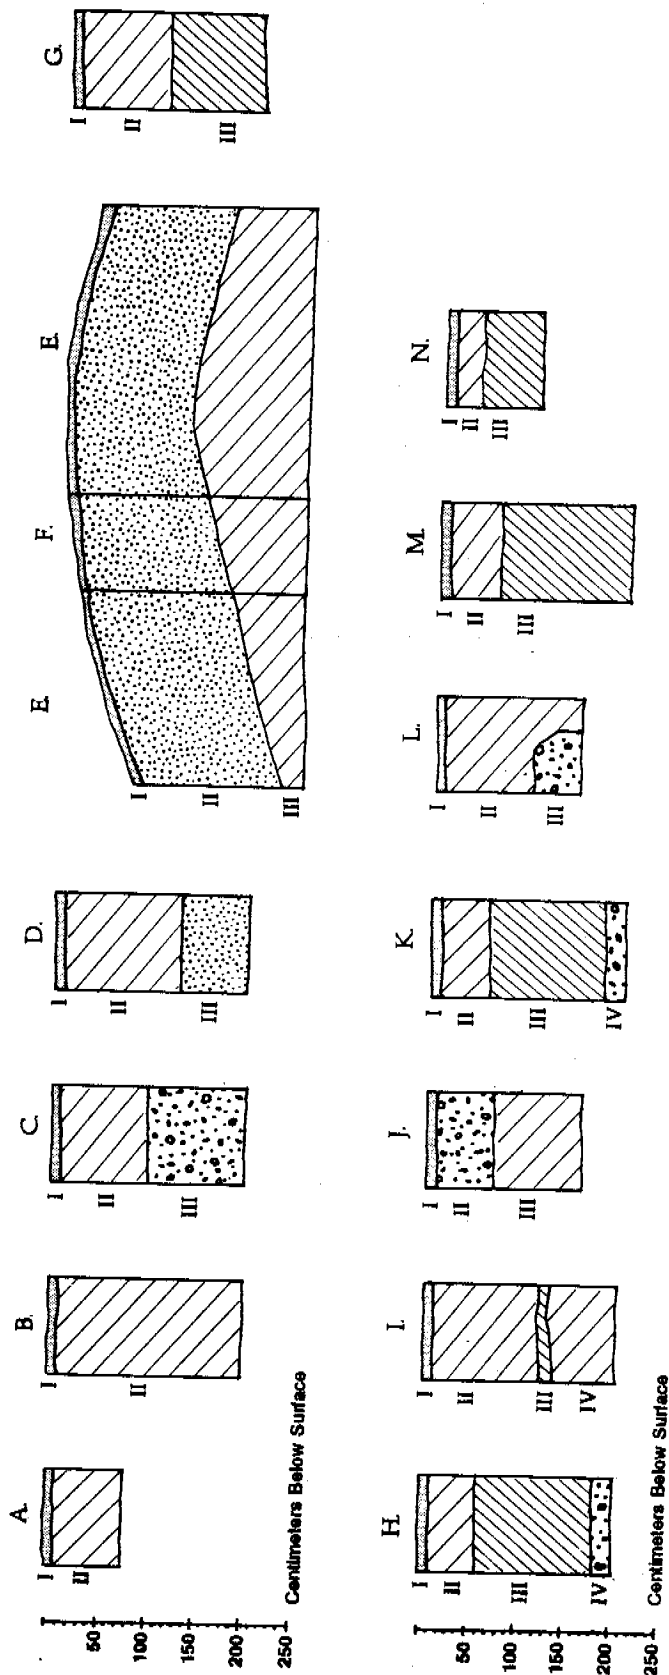 A.
B.
C.
D.
E.
F.
E.
G.
I
II
I
II
I
II
III
I
II
III
I
II
III
I
II
III
50
100
150
200
250
Centimeters Below Surface
H.
I.
J.
K.
L.
M.
N.
I
II
III
IV
I
II
III
IV
I
II
III
I
II
III
IV
I
II
III
I
II
III
I
II
III
50
100
150
200
250
Centimeters Below Surface